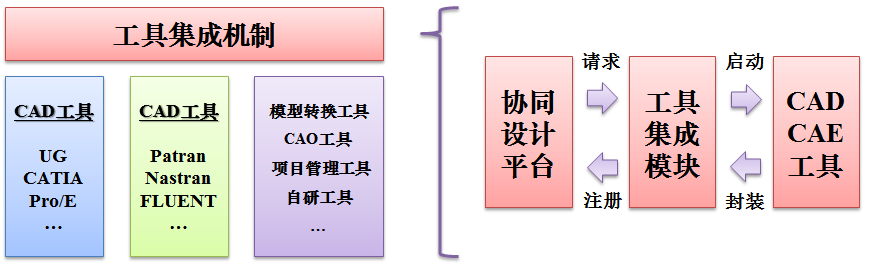 工具集成机制
CAD工具
UG
CATIA
Pro/E
…
CAD工具
Patran
Nastran
FLUENT
…
模型转换工具
CAO工具
项目管理工具
自研工具
…
协同
设计
平台
请求
注册
工具
集成
模块
启动
封装
CAD
CAE
工具